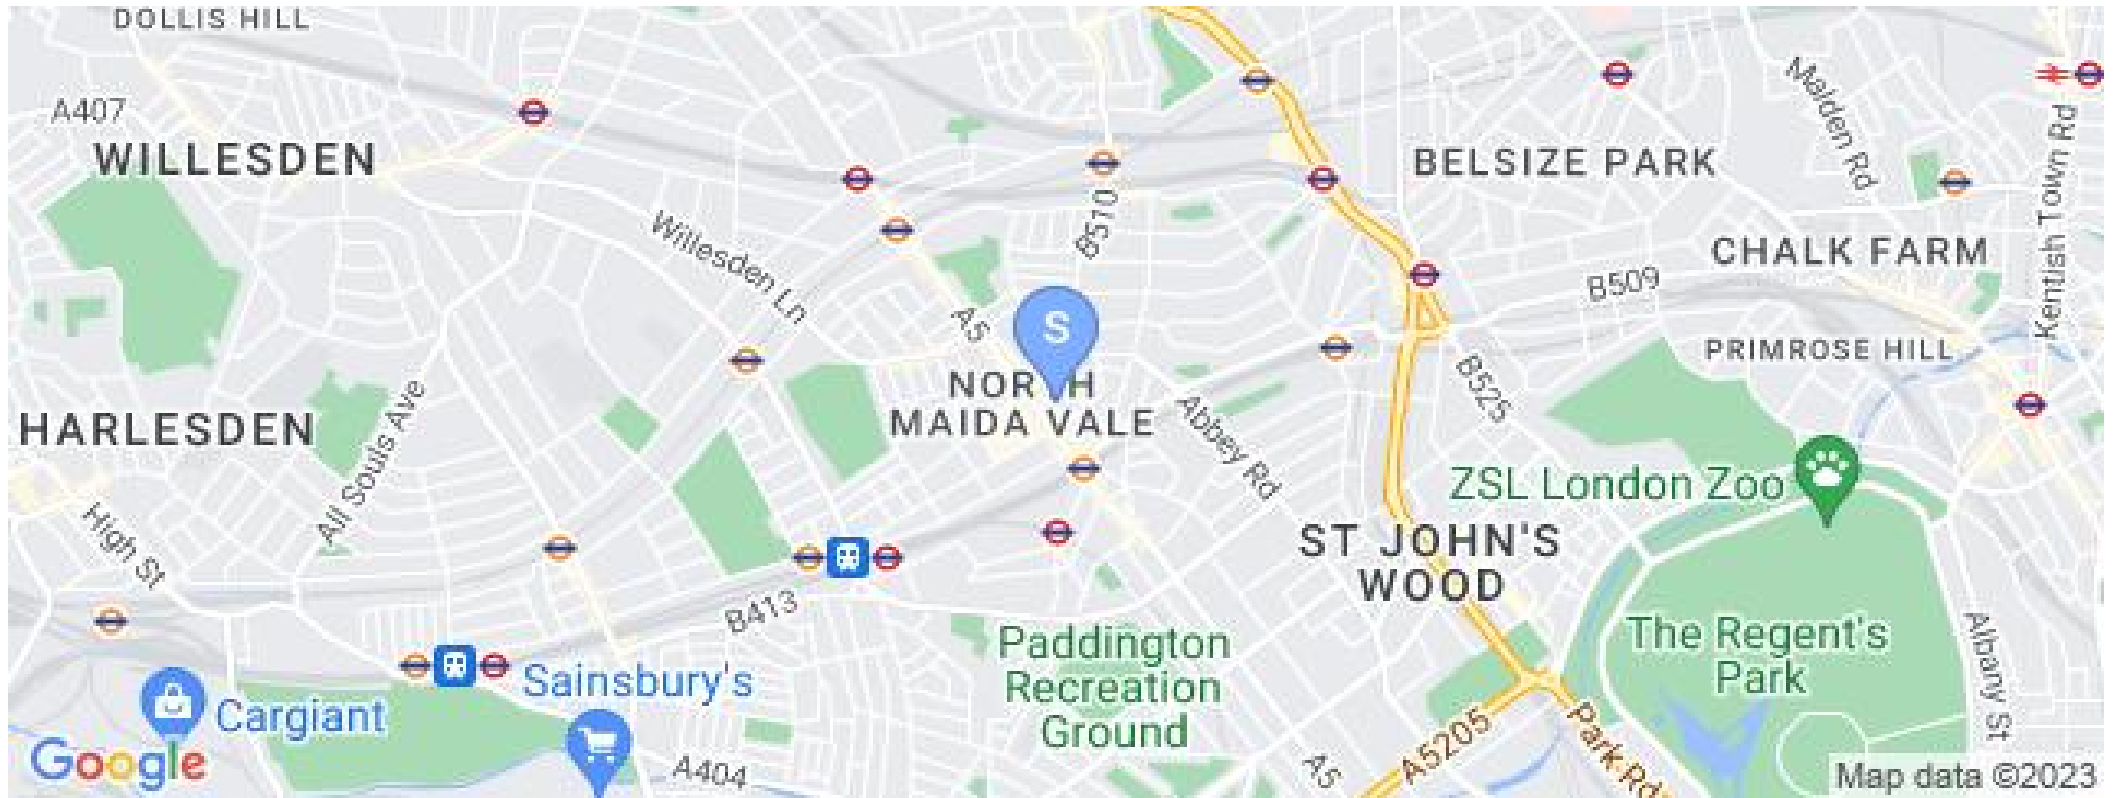 DOLLIS HILL
A407
WILLESDEN
BELSIZE PARK
Malden Rd
Kentish Town Rd
Willesden Ln
B510
CHALK FARM
B509
A5
S
PRIMROSE HILL
NORTH
MAIDA VALE
B525
HARLESDEN
All Souls Ave
Abbey Rd
ZSL London Zoo
High St
ST JOHN'S
WOOD
B413
Paddington
Recreation
Ground
The Regent's
Park
Albany St
Sainsbury's
Cargiant
Google
A404
A5
A5205
Park Rd
Map data ©2023